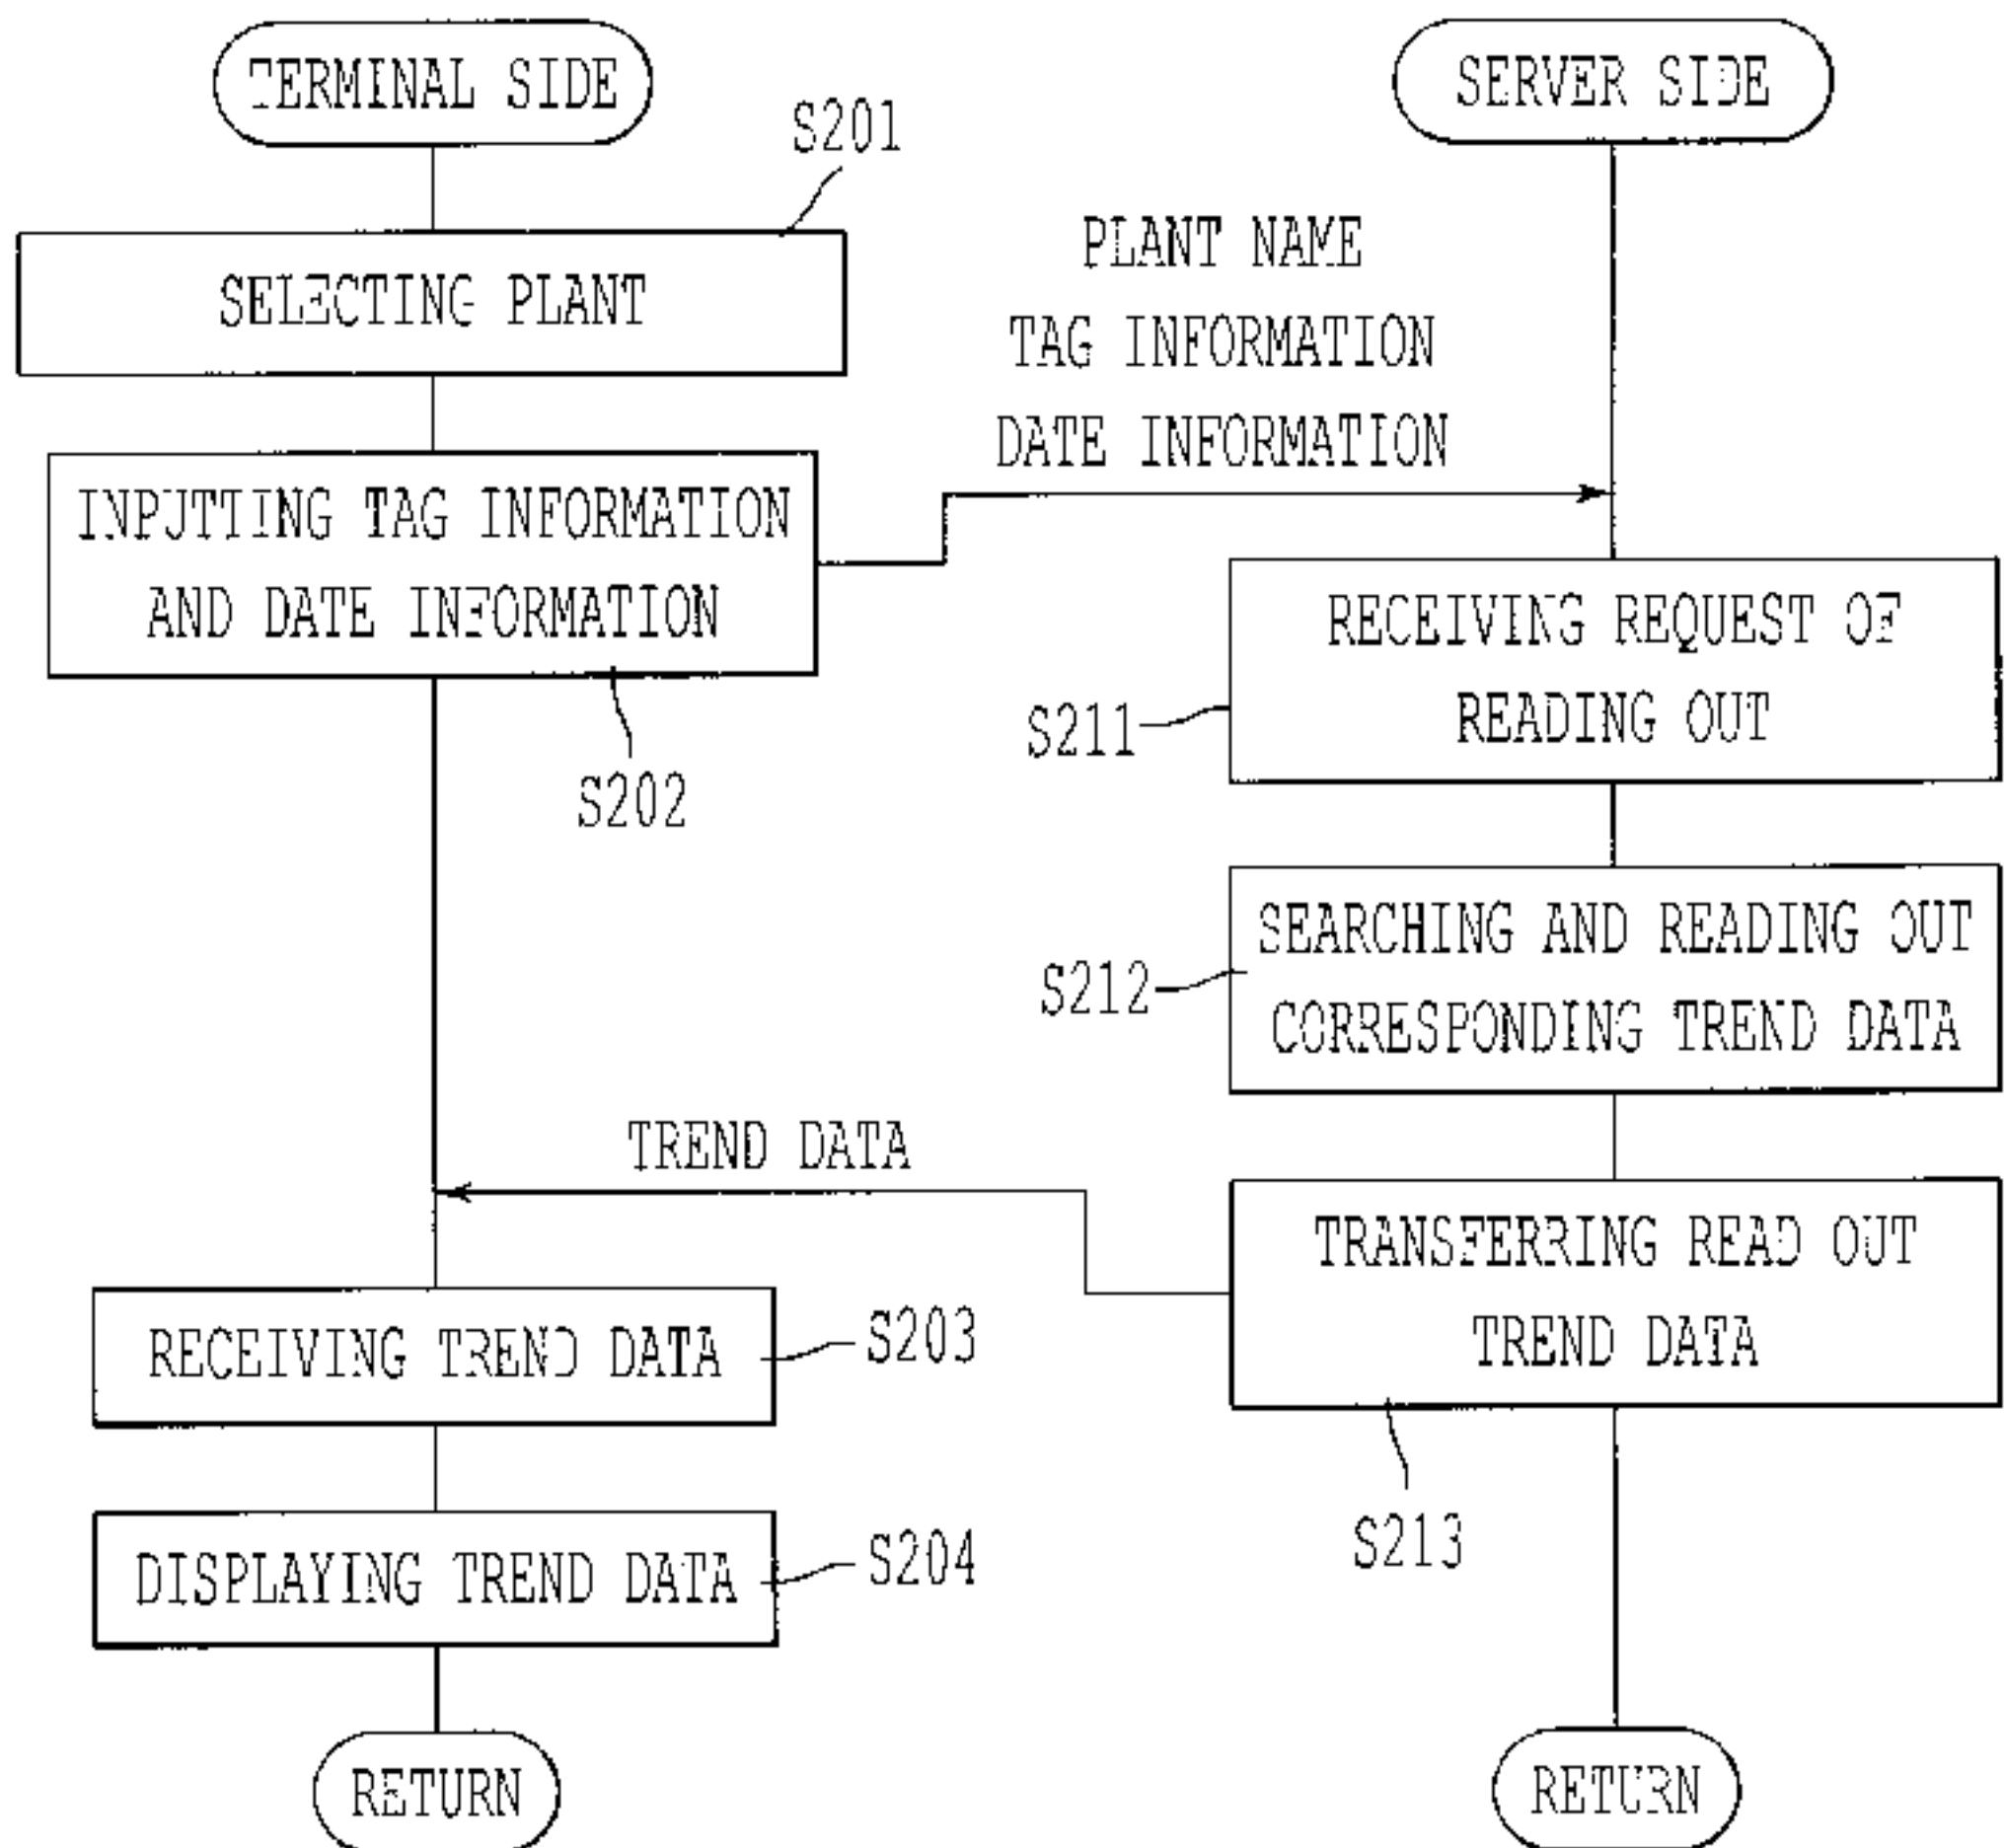 TERMINAL SIDE
SERVER SIDE
S201
SELECTING PLANT
PLANT NAME
TAG INFORMATION
DATE INFORMATION
INPUTTING TAG INFORMATION
AND DATE INFORMATION
S202
RECEIVING REQUEST OF
READING OUT
S211
SEARCHING AND READING OUT
CORRESPONDING TREND DATA
S212
TREND DATA
TRANSFERRING READ OUT
TREND DATA
S213
RECEIVING TREND DATA
S203
DISPLAYING TREND DATA
S204
RETURN
RETURN